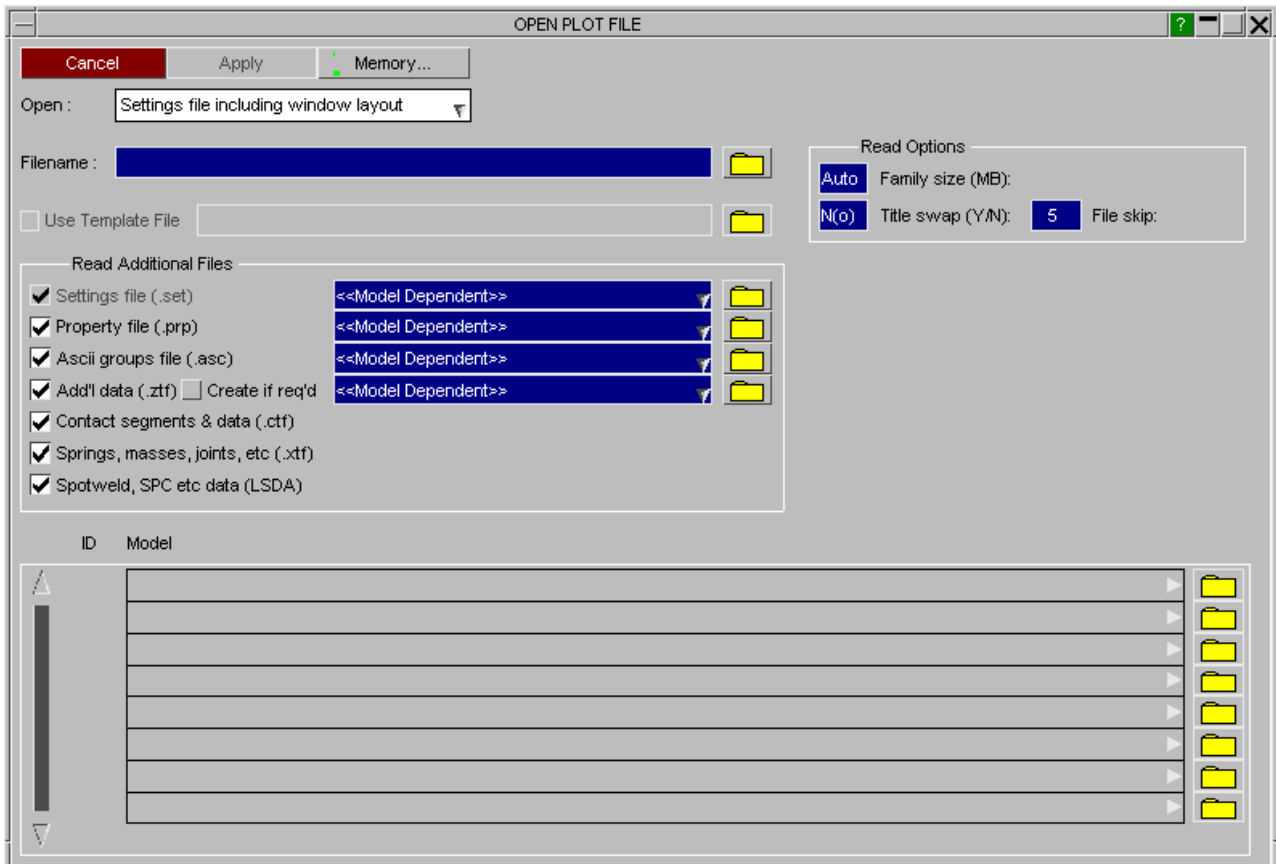 OPEN PLOT FILE ?
Cancel Apply Memory...
Open : Settings file including window layout
Filename :
Read Options
Auto Family size (MB):
N(o) Title swap (Y/N): 5 File skip:
Use Template File
Read Additional Files
Settings file (.set) <<Model Dependent>>
Property file (.prp) <<Model Dependent>>
Ascii groups file (.asc) <<Model Dependent>>
Add'l data (.ztf) Create if req'd <<Model Dependent>>
Contact segments & data (.ctf)
Springs, masses, joints, etc (.xtf)
Spotweld, SPC etc data (LSDA)
ID Model